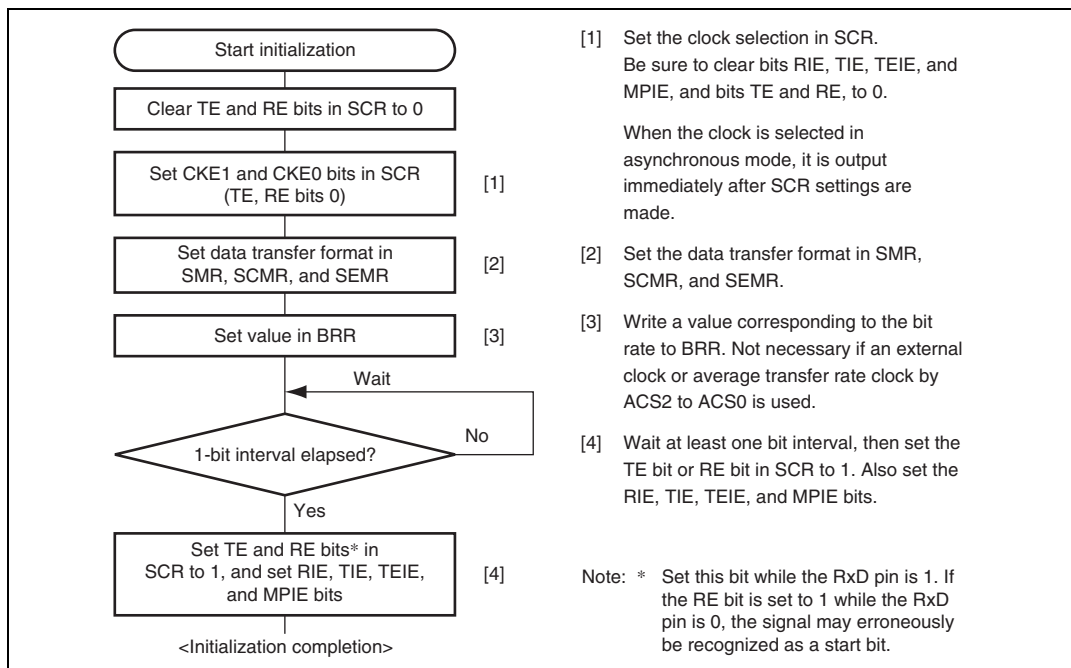 Start initialization
Clear TE and RE bits in SCR to 0
Set CKE1 and CKE0 bits in SCR
(TE, RE bits 0)
[1]
Set data transfer format in
SMR, SCMR, and SEMR
[2]
Set value in BRR
[3]
Wait
No
1-bit interval elapsed?
Yes
Set TE and RE bits* in
SCR to 1, and set RIE, TIE, TEIE,
and MPIE bits
[4]
<Initialization completion>
[1] Set the clock selection in SCR.
Be sure to clear bits RIE, TIE, TEIE, and
MPIE, and bits TE and RE, to 0.
When the clock is selected in
asynchronous mode, it is output
immediately after SCR settings are
made.
[2] Set the data transfer format in SMR,
SCMR, and SEMR.
[3] Write a value corresponding to the bit
rate to BRR. Not necessary if an external
clock or average transfer rate clock by
ACS2 to ACS0 is used.
[4] Wait at least one bit interval, then set the
TE bit or RE bit in SCR to 1. Also set the
RIE, TIE, TEIE, and MPIE bits.
Note: * Set this bit while the RxD pin is 1. If
the RE bit is set to 1 while the RxD
pin is 0, the signal may erroneously
be recognized as a start bit.